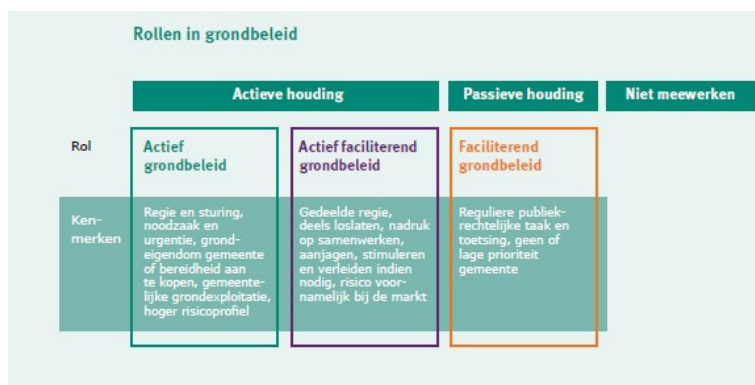 Rollen in grondbeleid
Actieve houding
Passieve houding
Niet meewerken
Rol
Actief
grondbeleid
Actief faciliterend
grondbeleid
Faciliterend
grondbeleid
Ken-
merken
Regie en sturing,
noodzaak en
urgentie, grond-
eigendom gemeente
of bereidheid aan
te kopen, gemeente-
lijke grondexploitatie,
hoger risicoprofiel
Gedeelde regie,
deels loslaten, nadruk
op samenwerken,
aanjagen, stimuleren
en verleiden indien
nodig, risico voor-
namelijk bij de markt
Reguliere publiek-
rechtelijke taak en
toetsing, geen of
lage prioriteit
gemeente